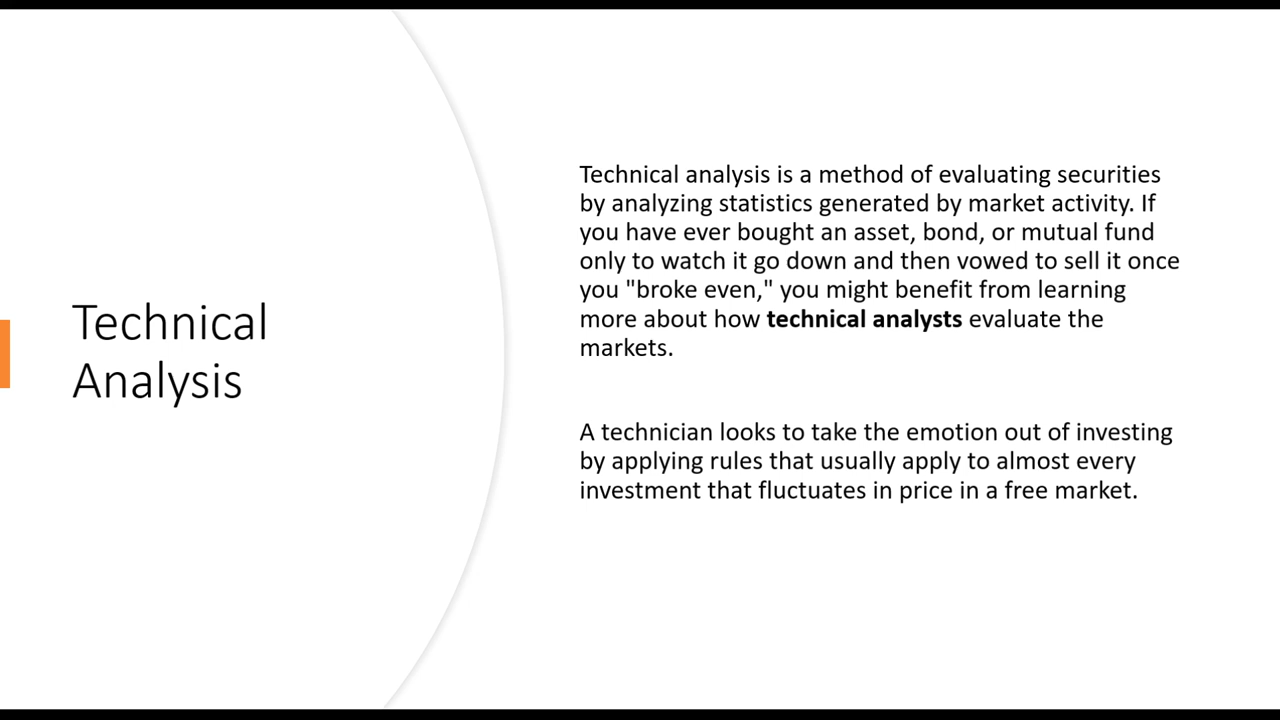 Technical
Analysis
Technical analysis is a method of evaluating securities
by analyzing statistics generated by market activity. If
you have ever bought an asset, bond, or mutual fund
only to watch it go down and then vowed to sell it once
you "broke even," you might benefit from learning
more about how technical analysts evaluate the
markets.
A technician looks to take the emotion out of investing
by applying rules that usually apply to almost every
investment that fluctuates in price in a free market.